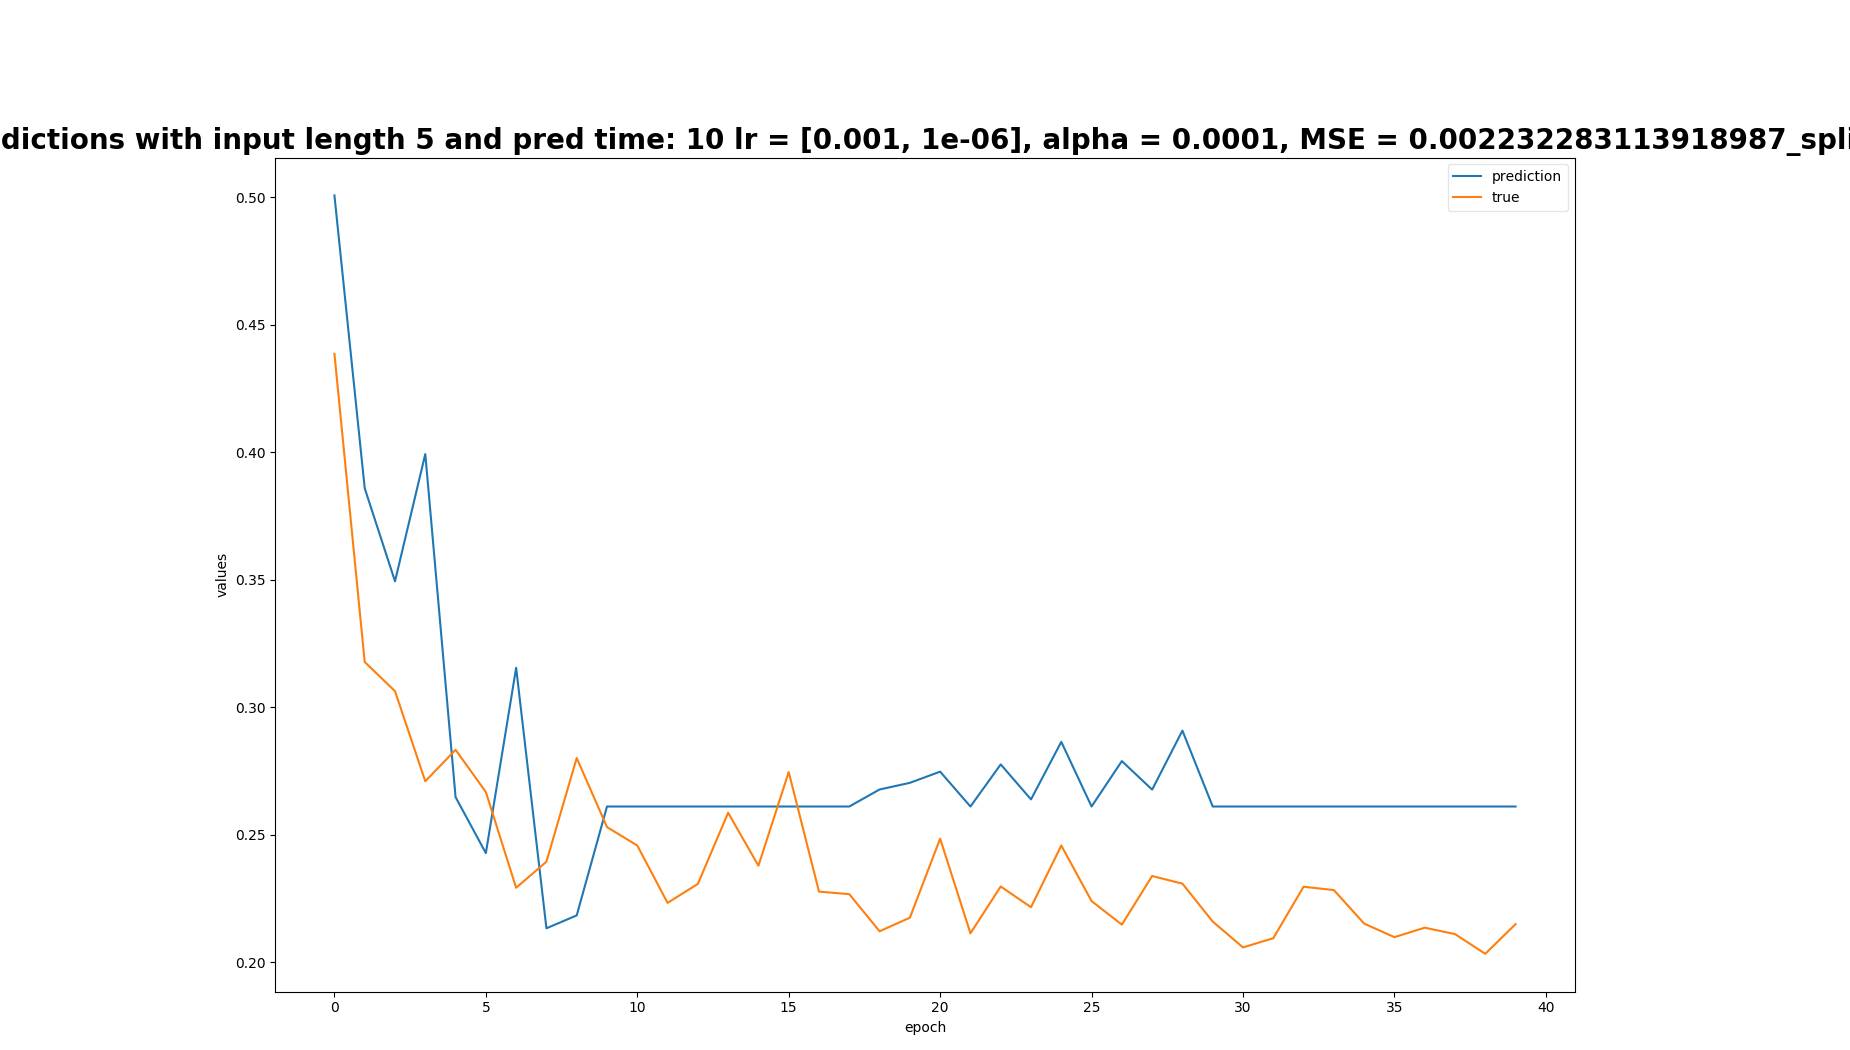 dictions with input length 5 and pred time: 10 lr = [0.001, 1e-06], alpha = 0.0001, MSE = 0.002232283113918987_spli
prediction
true
0.50
0.45
0.40
0.35
0.30
0.25
0.20
values
0 5 10 15 20 25 30 35 40
epoch